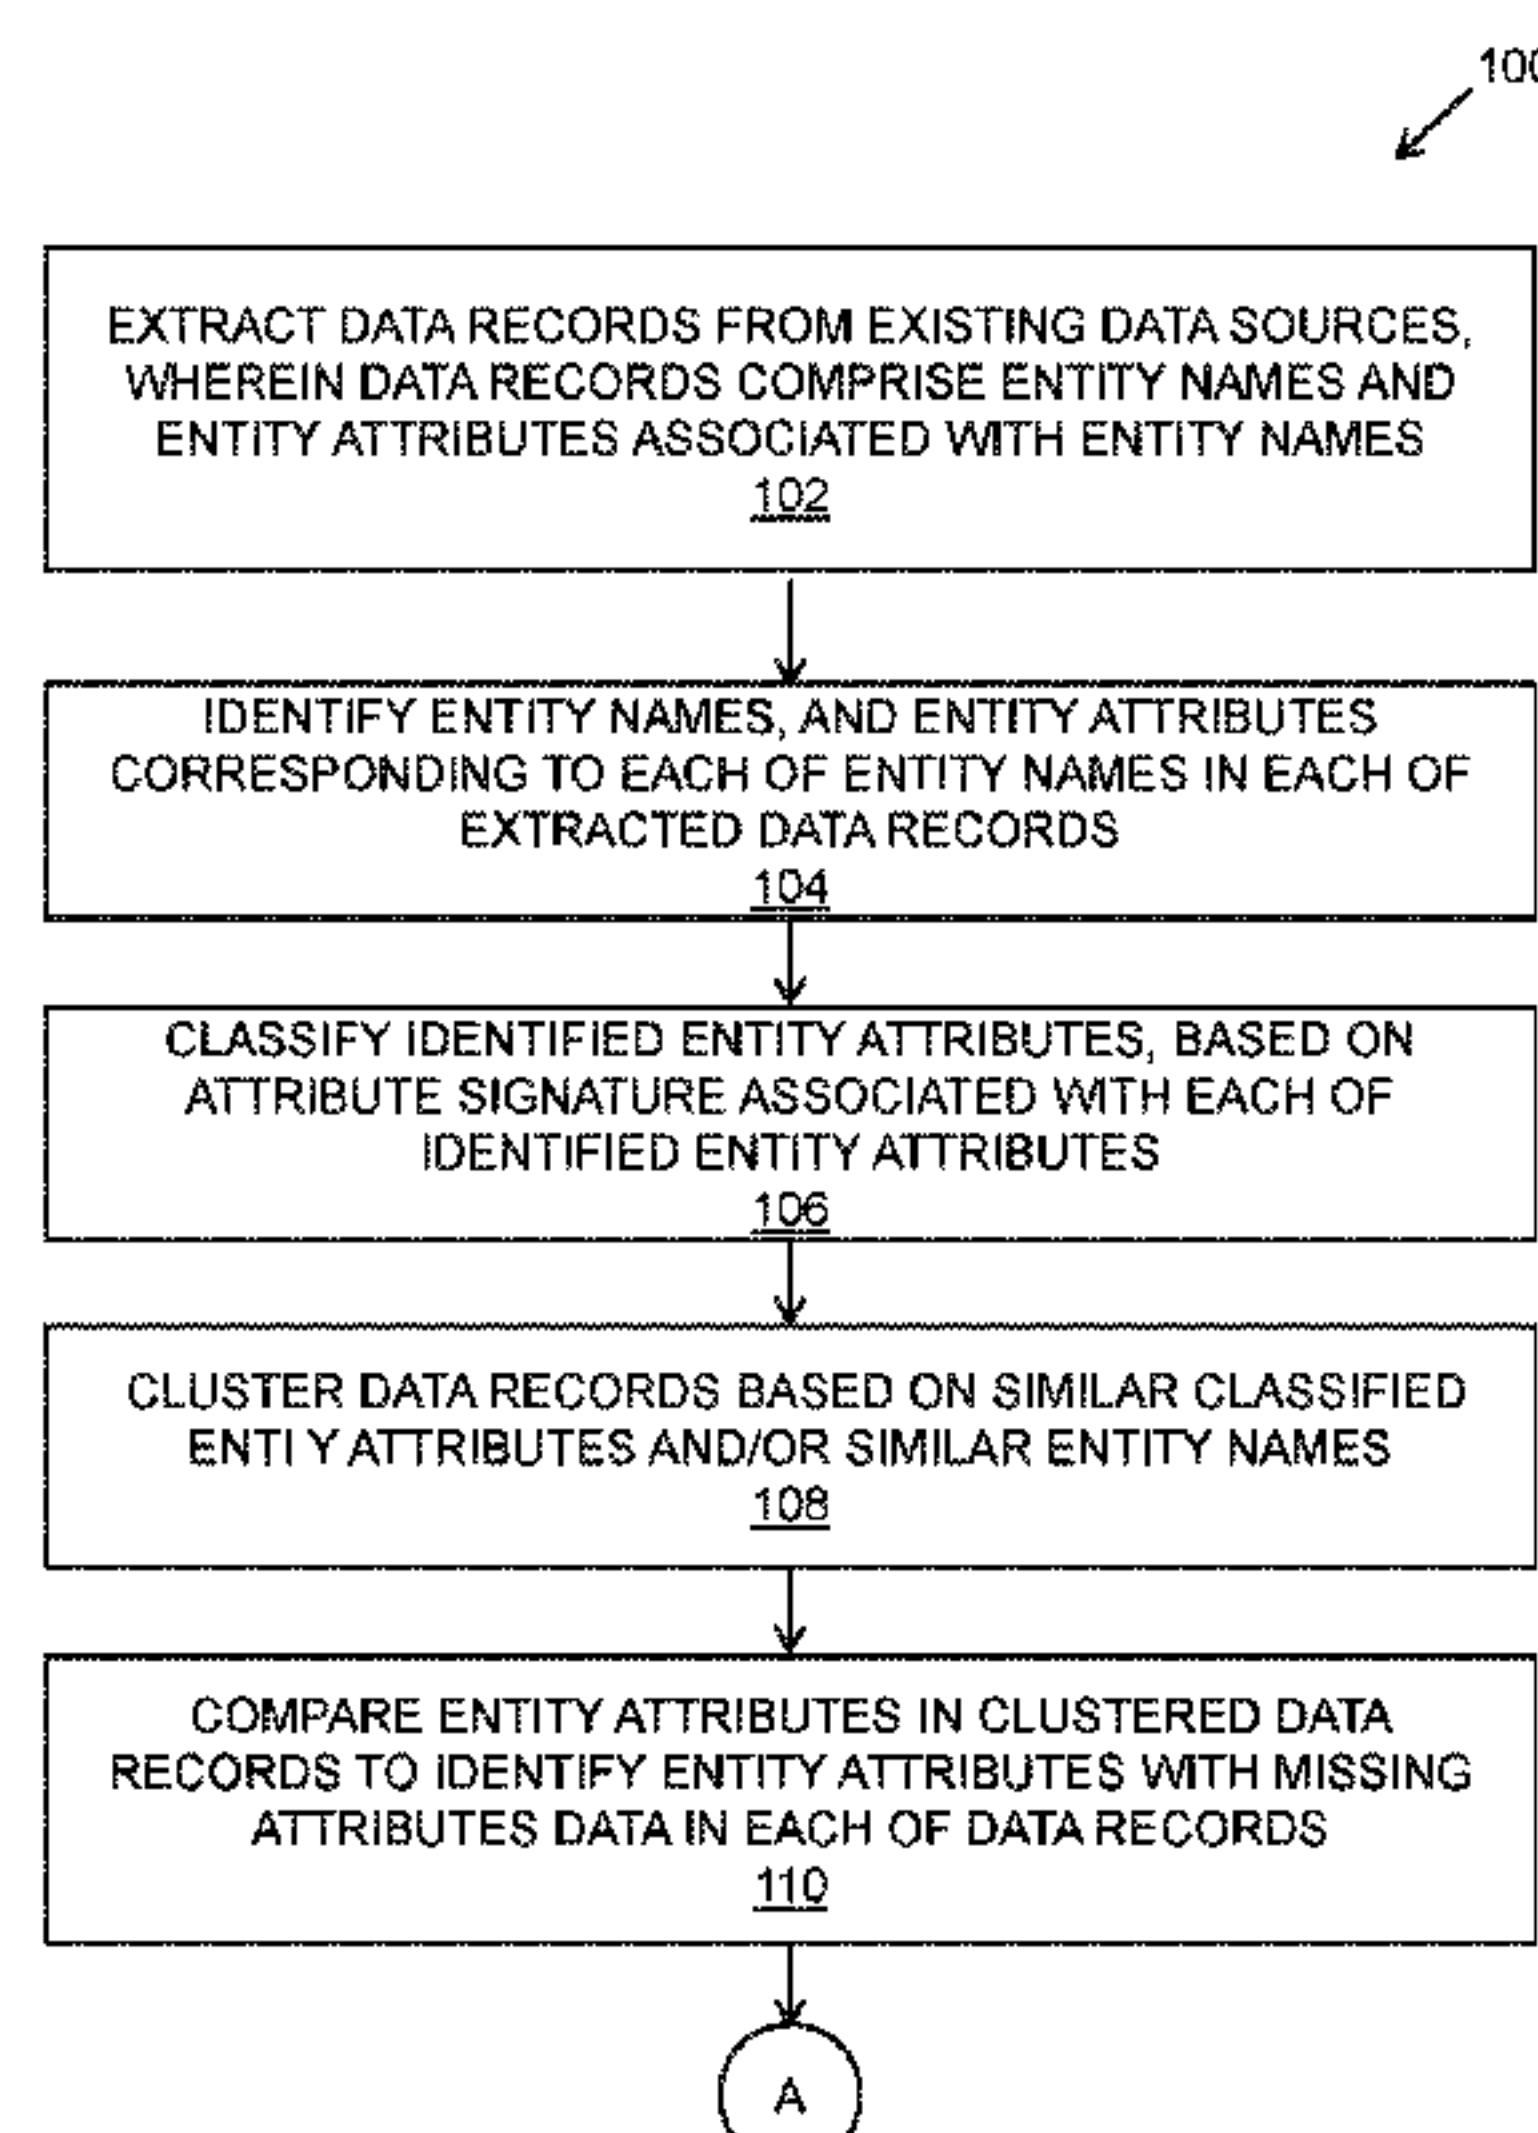 100
EXTRACT DATA RECORDS FROM EXISTING DATA SOURCES,
WHEREIN DATA RECORDS COMPRISE ENTITY NAMES AND
ENTITY ATTRIBUTES ASSOCIATED WITH ENTITY NAMES
102
IDENTIFY ENTITY NAMES, AND ENTITY ATTRIBUTES
CORRESPONDING TO EACH OF ENTITY NAMES IN EACH OF
EXTRACTED DATA RECORDS
104
CLASSIFY IDENTIFIED ENTITY ATTRIBUTES, BASED ON
ATTRIBUTE SIGNATURE ASSOCIATED WITH EACH OF
IDENTIFIED ENTITY ATTRIBUTES
106
CLUSTER DATA RECORDS BASED ON SIMILAR CLASSIFIED
ENTI Y ATTRIBUTES AND/OR SIMILAR ENTITY NAMES
108
COMPARE ENTITY ATTRIBUTES IN CLUSTERED DATA
RECORDS TO IDENTIFY ENTITY ATTRIBUTES WITH MISSING
ATTRIBUTES DATA IN EACH OF DATA RECORDS
110
A